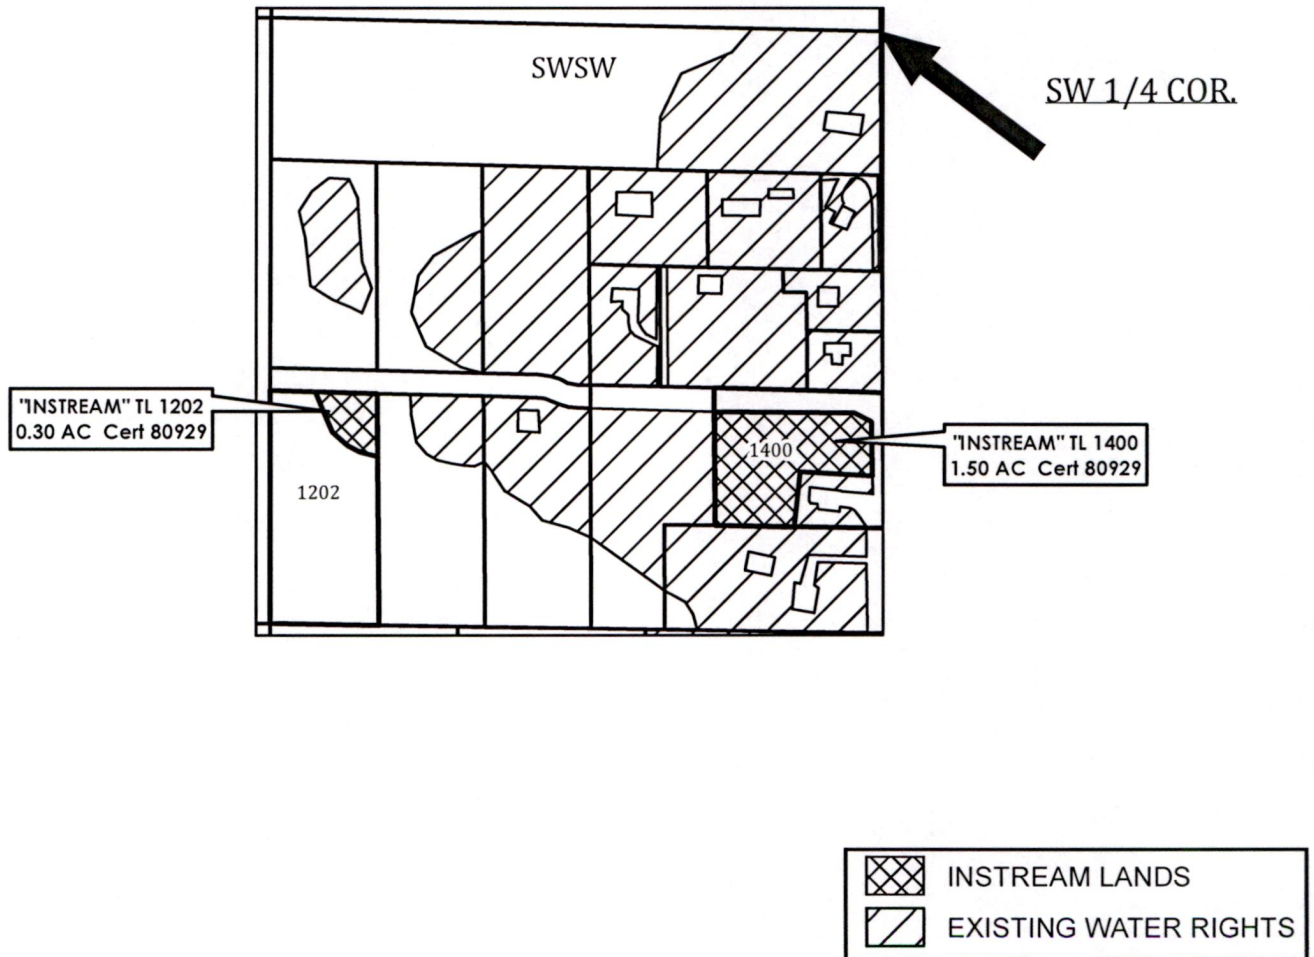 SWSW
SW 1/4 COR.
"INSTREAM" TL 1202
0.30 AC Cert 80929
1400
"INSTREAM" TL 1400
1.50 AC Cert 80929
1202
INSTREAM LANDS
EXISTING WATER RIGHTS